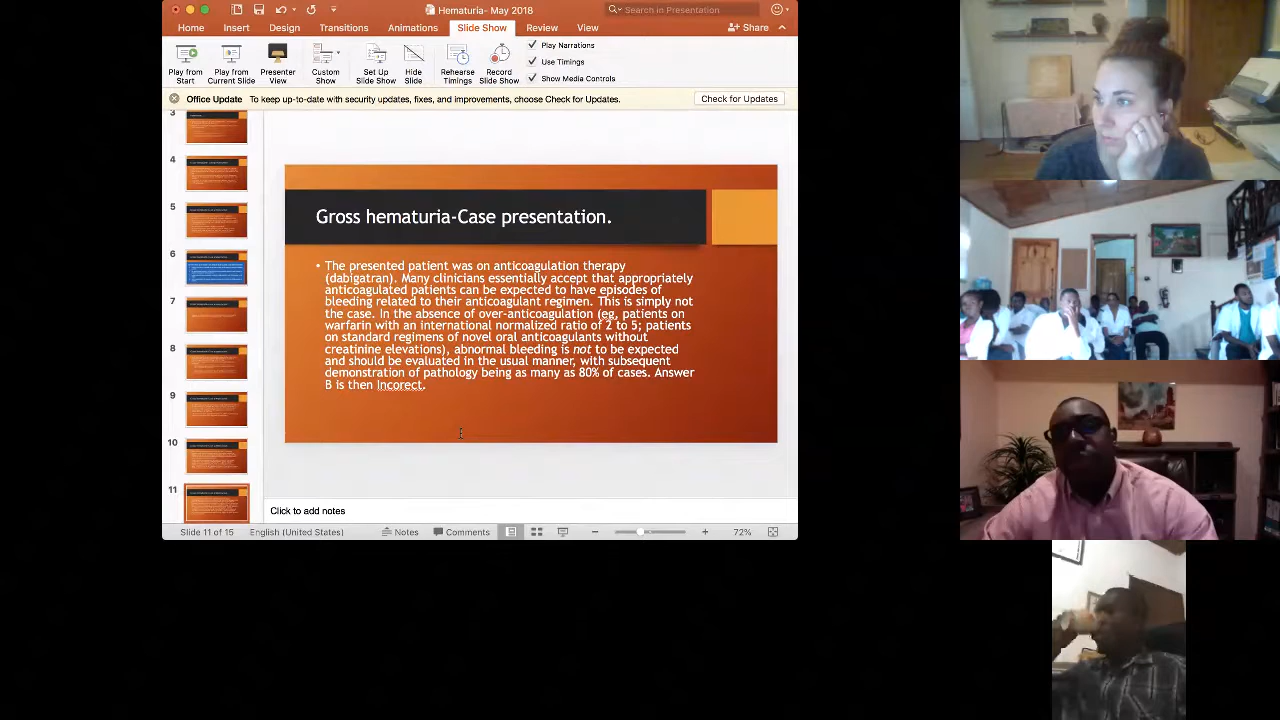 Hematuria- May 2018
Search in Presentation
Home Insert Design Transitions Animations Slide Show Review View Share
Play from Start
Play from Current Slide
Presenter View
Custom Show
Set Up Slide Show
Hide Slide
Rehearse Timings
Record Slide Show
Play Narrations
Use Timings
Show Media Controls
Office Update To keep up-to-date with security updates, fixes, and improvements, choose Check for Updates. Check for Updates
3
4
5
6
7
8
9
10
11
Gross hematuria-Case presentation.
• The presented patient was on anticoagulation therapy
(dabigatran). Many clinicians essentially accept that appropriately
anticoagulated patients can be expected to have episodes of
bleeding related to their anticoagulant regimen. This is simply not
the case. In the absence of over-anticoagulation (eg, patients on
warfarin with an international normalized ratio of 2 to 5; patients
on standard regimens of novel oral anticoagulants without
creatinine elevations), abnormal bleeding is not to be expected
and should be evaluated in the usual manner, with subsequent
demonstration of pathology being as many as 80% of cases. Answer
B is then Incorect.
Click to add notes
Slide 11 of 15 English (United States) Notes Comments 72%